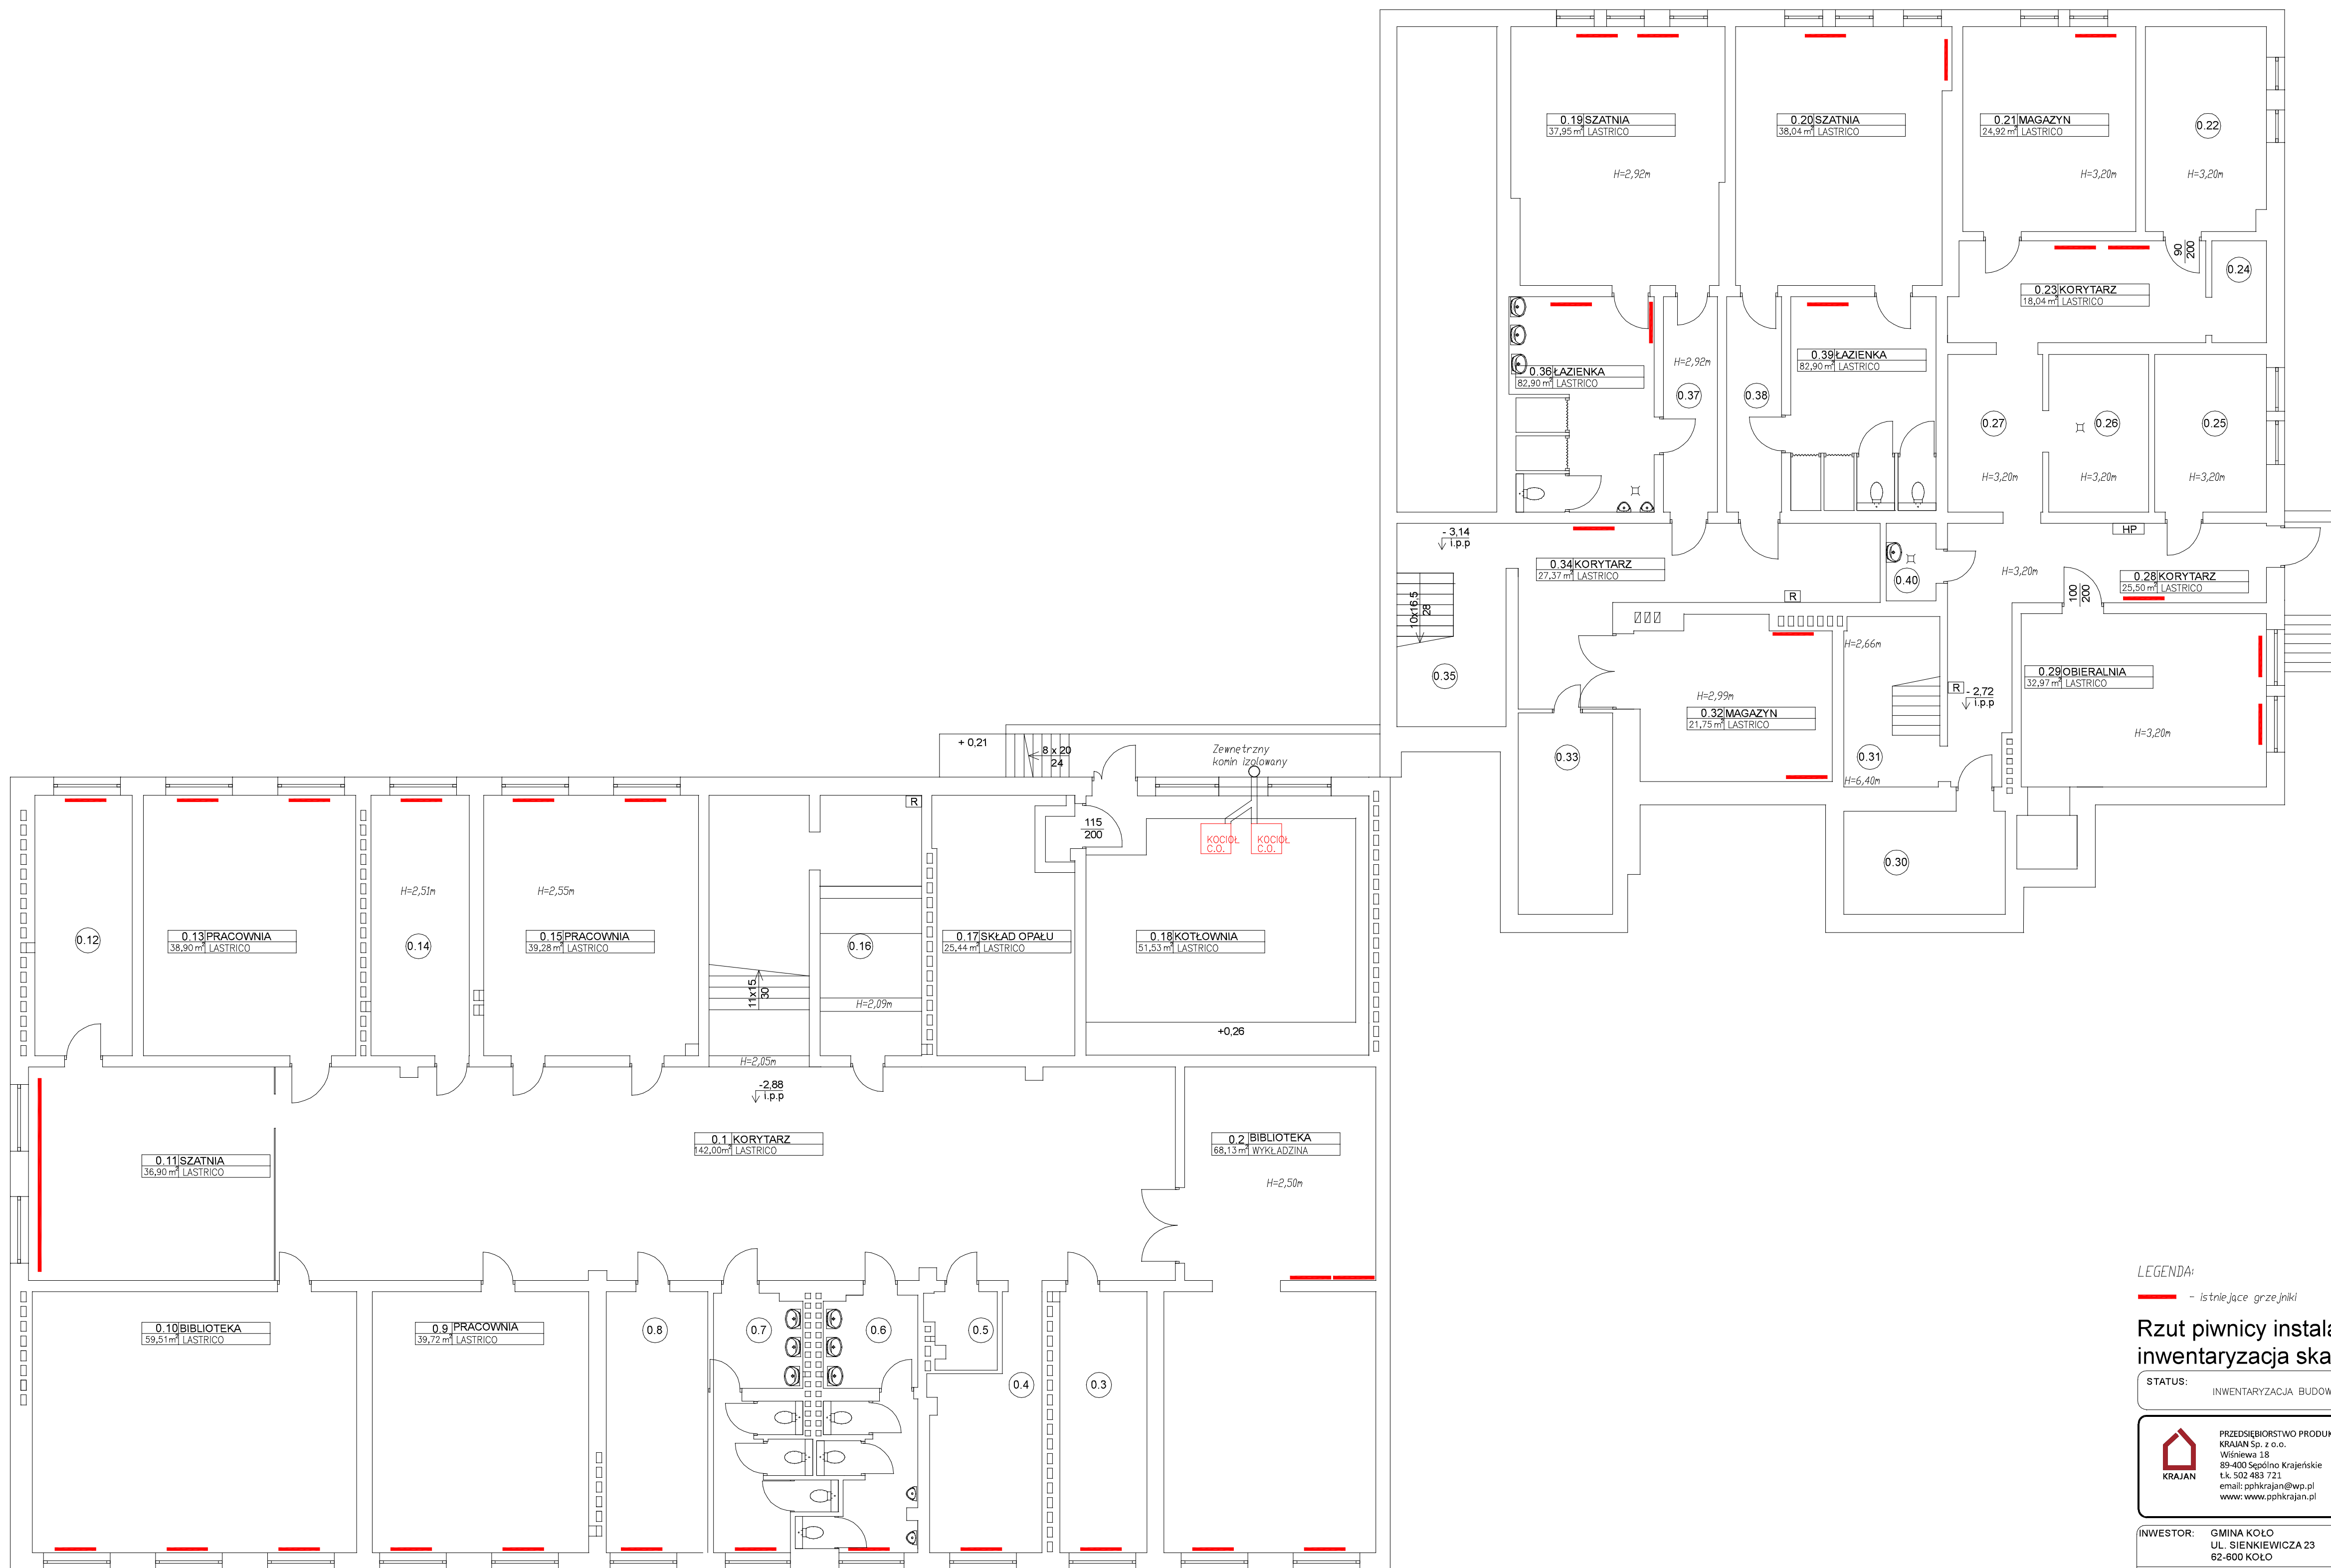 0.19 SZATNIA
37,95 m² LASTRICO
H=2,92m
0.20 SZATNIA
38,04 m² LASTRICO
0.21 MAGAZYN
24,92 m² LASTRICO
H=3,20m
0.22
H=3,20m
90
200
0.24
0.23 KORYTARZ
18,04 m² LASTRICO
0.36 ŁAZIENKA
82,90 m² LASTRICO
H=2,92m
0.37
0.38
0.39 ŁAZIENKA
82,90 m² LASTRICO
0.27
H=3,20m
0.26
H=3,20m
0.25
H=3,20m
- 3,14
i.p.p
0.34 KORYTARZ
27,37 m² LASTRICO
R
0.40
H=3,20m
HP
100
200
0.28 KORYTARZ
25,50 m² LASTRICO
10x16,5
28
0.35
H=2,66m
0.29 OBIERALNIA
32,97 m² LASTRICO
H=3,20m
R
- 2,72
i.p.p
H=2,99m
0.32 MAGAZYN
21,75 m² LASTRICO
0.33
0.31
H=6,40m
0.30
+ 0,21
8 x 20
24
Zewnętrzny
komin izolowany
R
115
200
KOCIOŁ
C.O.
KOCIOŁ
C.O.
0.12
0.13 PRACOWNIA
38,90 m² LASTRICO
H=2,51m
0.14
H=2,55m
0.15 PRACOWNIA
39,28 m² LASTRICO
11x15
30
H=2,05m
0.16
H=2,09m
0.17 SKŁAD OPAŁU
25,44 m² LASTRICO
0.18 KOTŁOWNIA
51,53 m² LASTRICO
+0,26
-2,88
i.p.p
0.1 KORYTARZ
142,00m² LASTRICO
0.2 BIBLIOTEKA
68,13 m² WYKŁADZINA
H=2,50m
0.11 SZATNIA
36,90 m² LASTRICO
0.10 BIBLIOTEKA
59,51m² LASTRICO
0.9 PRACOWNIA
39,72 m² LASTRICO
0.8
0.7
0.6
0.5
0.4
0.3
LEGENDA:
- istniejące grzejniki
Rzut piwnicy instala
inwentaryzacja ska
STATUS:
INWENTARYZACJA BUDOW
KRAJAN
PRZEDSIĘBIORSTWO PRODUK
KRAJAN Sp. z o.o.
Wiśniewa 18
89-400 Sępólno Krajeńskie
t.k. 502 483 721
email: pphkrajan@wp.pl
www: www.pphkrajan.pl
INWESTOR: GMINA KOŁO
UL. SIENKIEWICZA 23
62-600 KOŁO